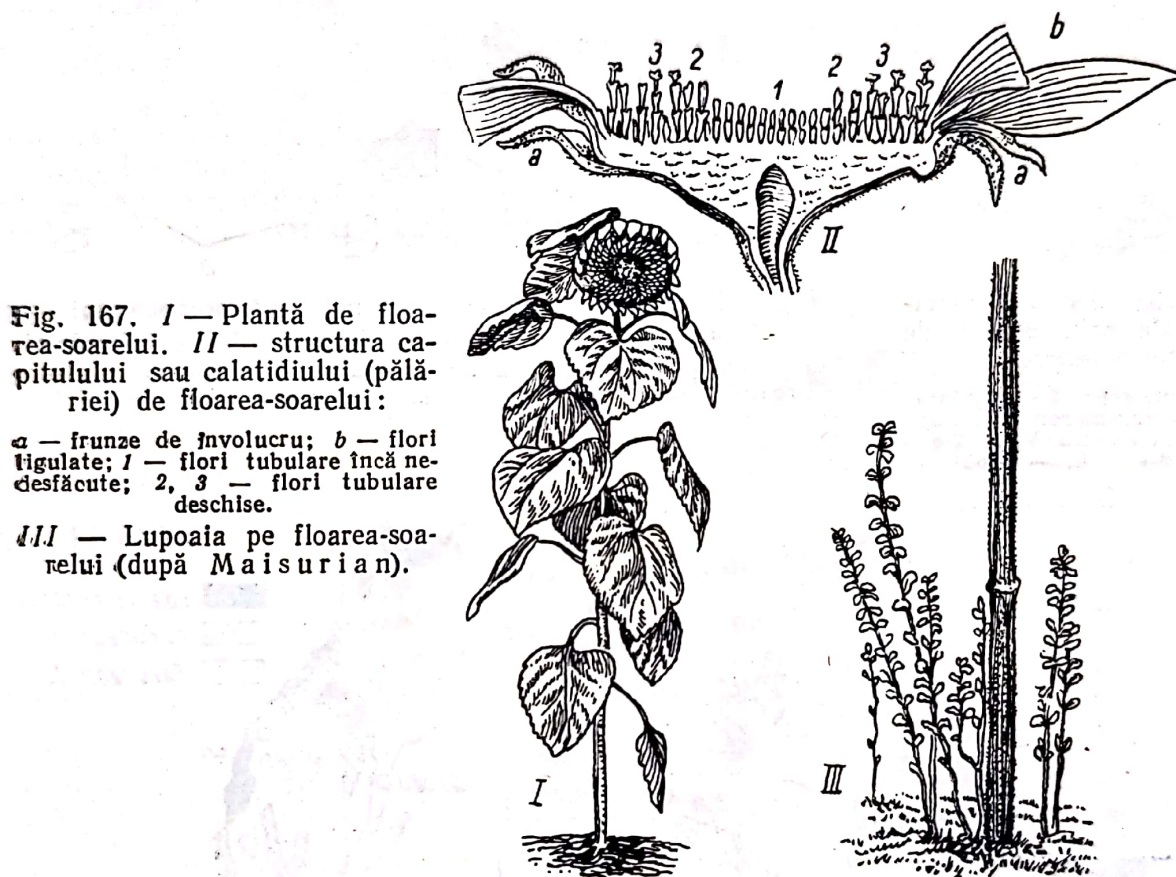 3 2 1 2 3 b
a a
II
Fig. 167. I — Plantă de floa-
rea-soarelui. II — structura ca-
pitulului sau calatidiului (pălă-
riei) de floarea-soarelui:
a — frunze de involucru; b — flori
ligulate; 1 — flori tubulare încă ne-
desfăcute; 2, 3 — flori tubulare
deschise.
III — Lupoaia pe floarea-soa-
relui (după Maisurian).
I III